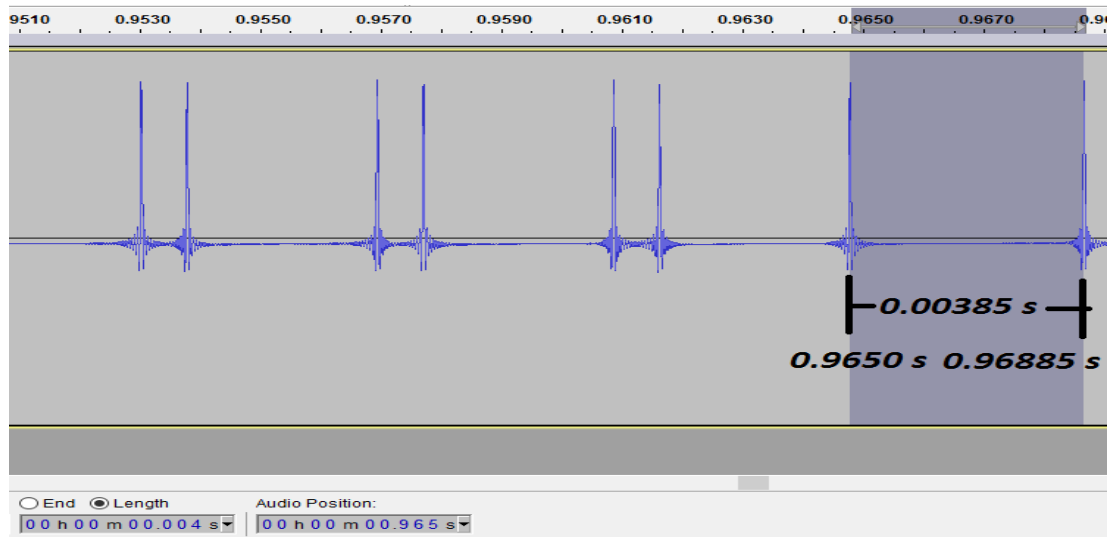 0.9510 0.9530 0.9550 0.9570 0.9590 0.9610 0.9630 0.9650 0.9670
0.00385 s
0.9650 s 0.96885 s
End Length Audio Position:
00 h 00 m 00.004 s 00 h 00 m 00.965 s